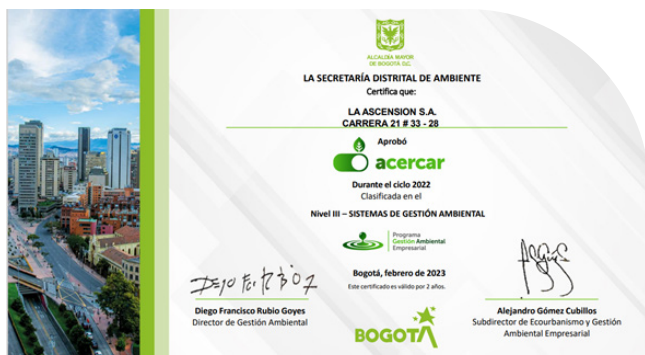 ALCALDÍA MAYOR
DE BOGOTÁ D.C.
LA SECRETARÍA DISTRITAL DE AMBIENTE
Certifica que:
LA ASCENSION S.A.
CARRERA 21 # 33 - 28
Aprobó
acercar
Durante el ciclo 2022
Clasificada en el
Nivel III – SISTEMAS DE GESTIÓN AMBIENTAL
Programa
Gestión Ambiental
Empresarial
Bogotá, febrero de 2023
Este certificado es válido por 2 años.
Diego Francisco Rubio Goyes
Director de Gestión Ambiental
Alejandro Gómez Cubillos
Subdirector de Ecourbanismo y Gestión
Ambiental Empresarial
BOGOTÁ